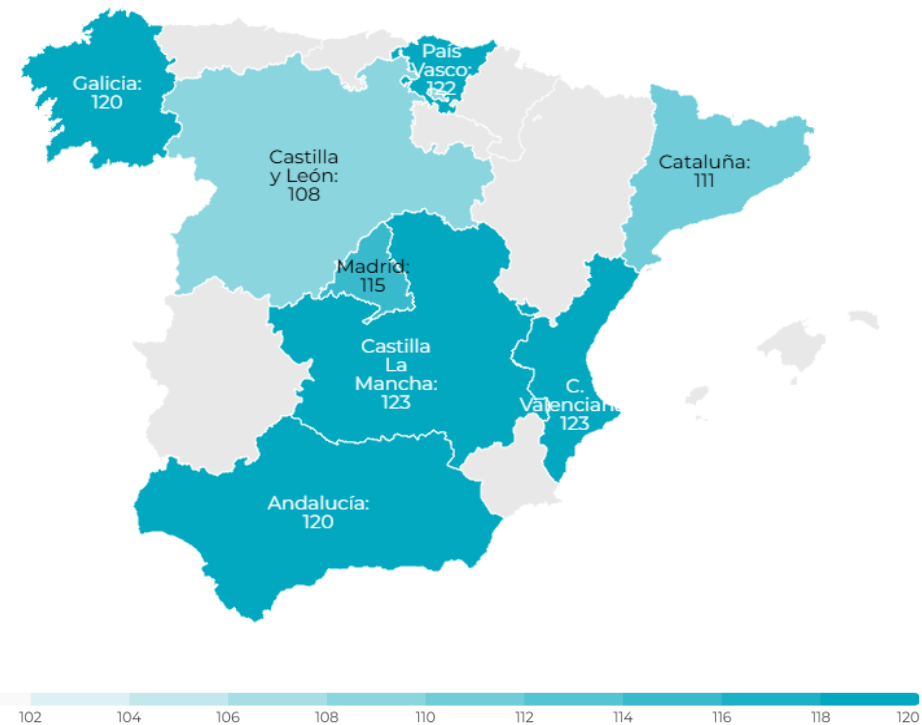 País
Vasco:
122
Galicia:
120
Castilla
y León:
108
Cataluña:
111
Madrid:
115
Castilla
La
Mancha:
123
C.
Valenciana:
123
Andalucía:
120
102 104 106 108 110 112 114 116 118 120